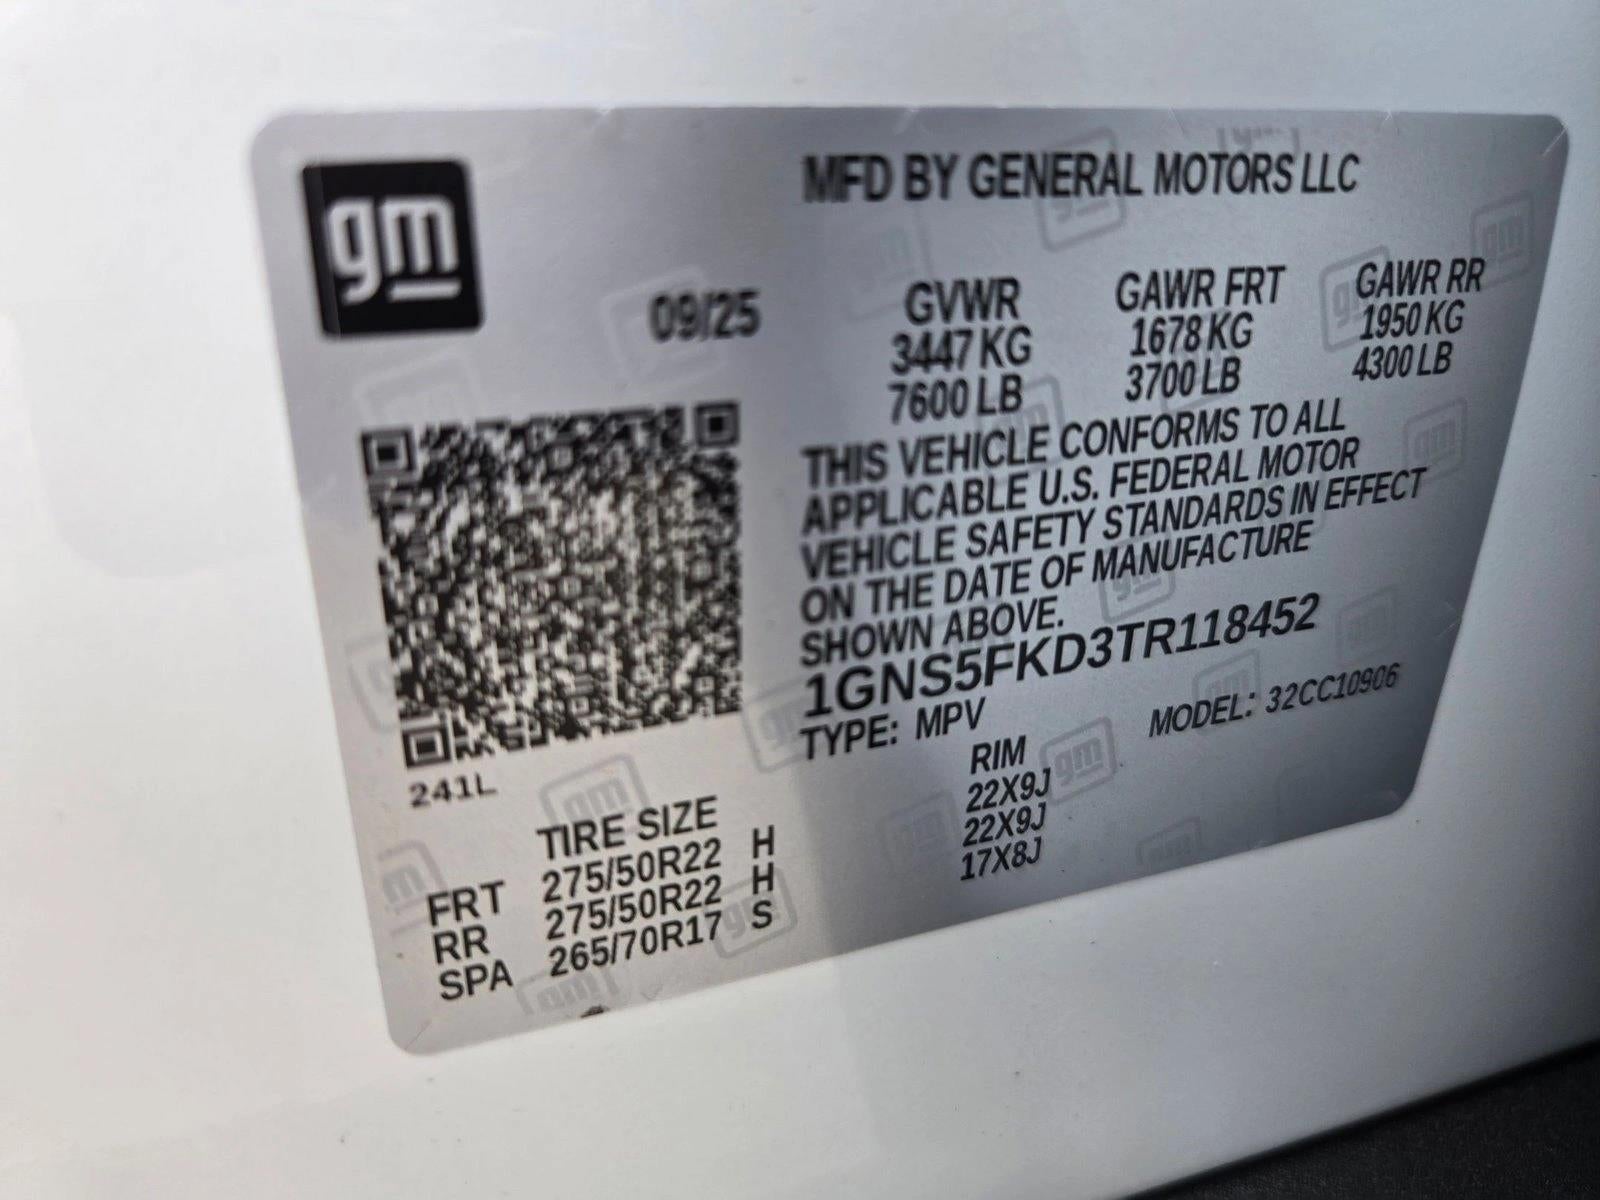 gm
MFD BY GENERAL MOTORS LLC
09/25
GVWR GAWR FRT GAWR RR
3447 KG 1678 KG 1950 KG
7600 LB 3700 LB 4300 LB
THIS VEHICLE CONFORMS TO ALL
APPLICABLE U.S. FEDERAL MOTOR
VEHICLE SAFETY STANDARDS IN EFFECT
ON THE DATE OF MANUFACTURE
SHOWN ABOVE.
1GNS5FKD3TR118452
TYPE: MPV MODEL: 32CC10906
241L
TIRE SIZE RIM
FRT 275/50R22 H 22X9J
RR 275/50R22 H 22X9J
SPA 265/70R17 S 17X8J